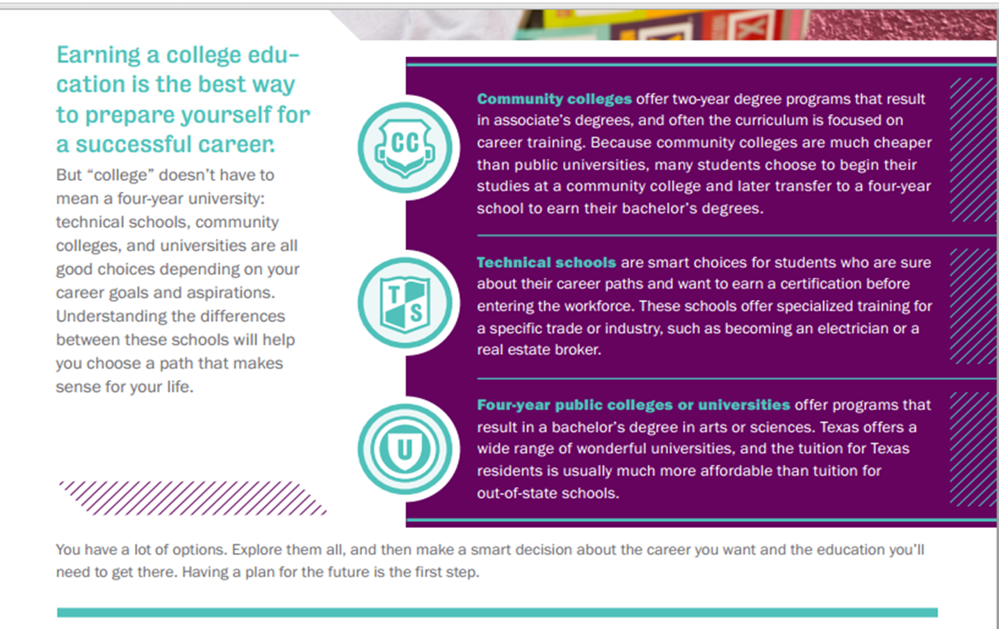 Earning a college edu-
cation is the best way
to prepare yourself for
a successful career.
But “college” doesn’t have to
mean a four-year university:
technical schools, community
colleges, and universities are all
good choices depending on your
career goals and aspirations.
Understanding the differences
between these schools will help
you choose a path that makes
sense for your life.
CC
Community colleges offer two-year degree programs that result
in associate’s degrees, and often the curriculum is focused on
career training. Because community colleges are much cheaper
than public universities, many students choose to begin their
studies at a community college and later transfer to a four-year
school to earn their bachelor’s degrees.
T
S
Technical schools are smart choices for students who are sure
about their career paths and want to earn a certification before
entering the workforce. These schools offer specialized training for
a specific trade or industry, such as becoming an electrician or a
real estate broker.
U
Four-year public colleges or universities offer programs that
result in a bachelor’s degree in arts or sciences. Texas offers a
wide range of wonderful universities, and the tuition for Texas
residents is usually much more affordable than tuition for
out-of-state schools.
You have a lot of options. Explore them all, and then make a smart decision about the career you want and the education you’ll
need to get there. Having a plan for the future is the first step.